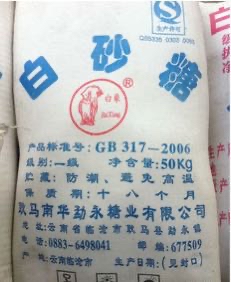 生产许可
QS5335 0303 0053
白砂糖
白象
®
产品标准号: GB 317-2006
级别: 一级 净含量: 50Kg
贮藏: 防潮、避免高温
保质期: 十八个月
耿马南华勐永糖业有限公司
地址: 云南省临沧市耿马县勐永镇
电话: 0883-6498041 邮编: 677509
产地: 云南临沧市 生产日期: (见封口)